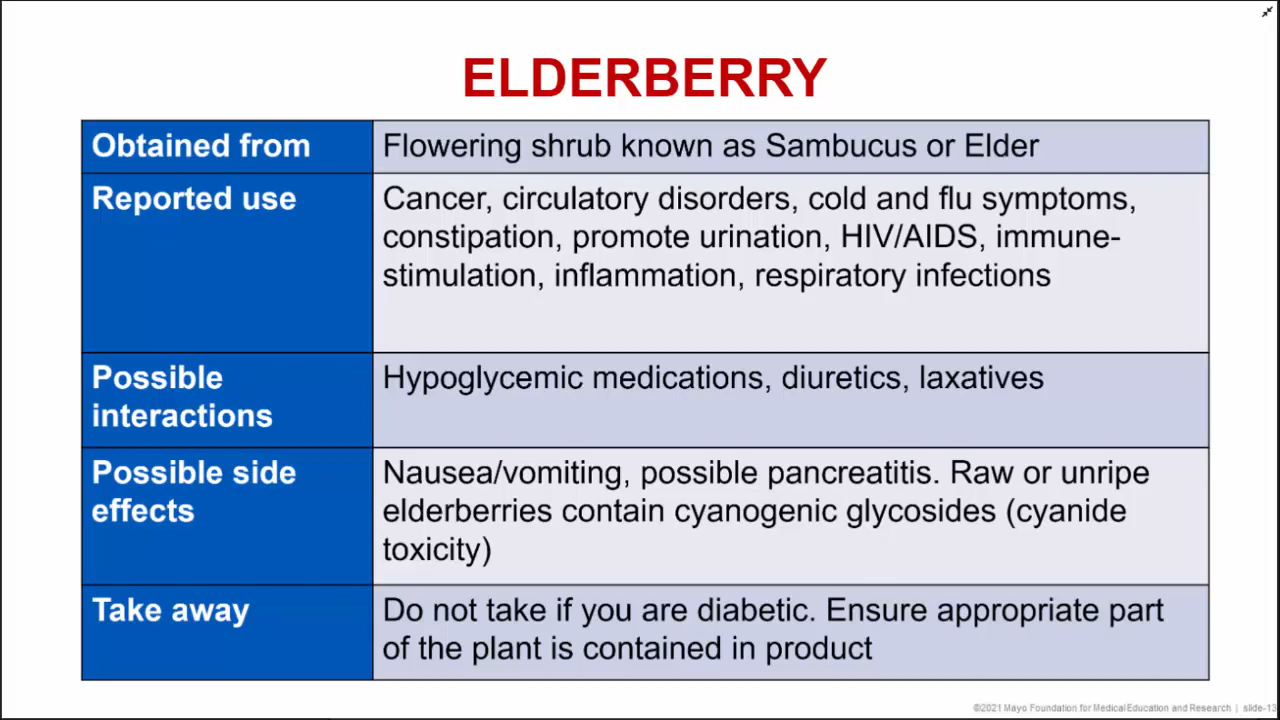 ELDERBERRY
Obtained from
Flowering shrub known as Sambucus or Elder
Reported use
Cancer, circulatory disorders, cold and flu symptoms,
constipation, promote urination, HIV/AIDS, immune-
stimulation, inflammation, respiratory infections
Possible
interactions
Hypoglycemic medications, diuretics, laxatives
Possible side
effects
Nausea/vomiting, possible pancreatitis. Raw or unripe
elderberries contain cyanogenic glycosides (cyanide
toxicity)
Take away
Do not take if you are diabetic. Ensure appropriate part
of the plant is contained in product
©2021 Mayo Foundation for Medical Education and Research | slide-13